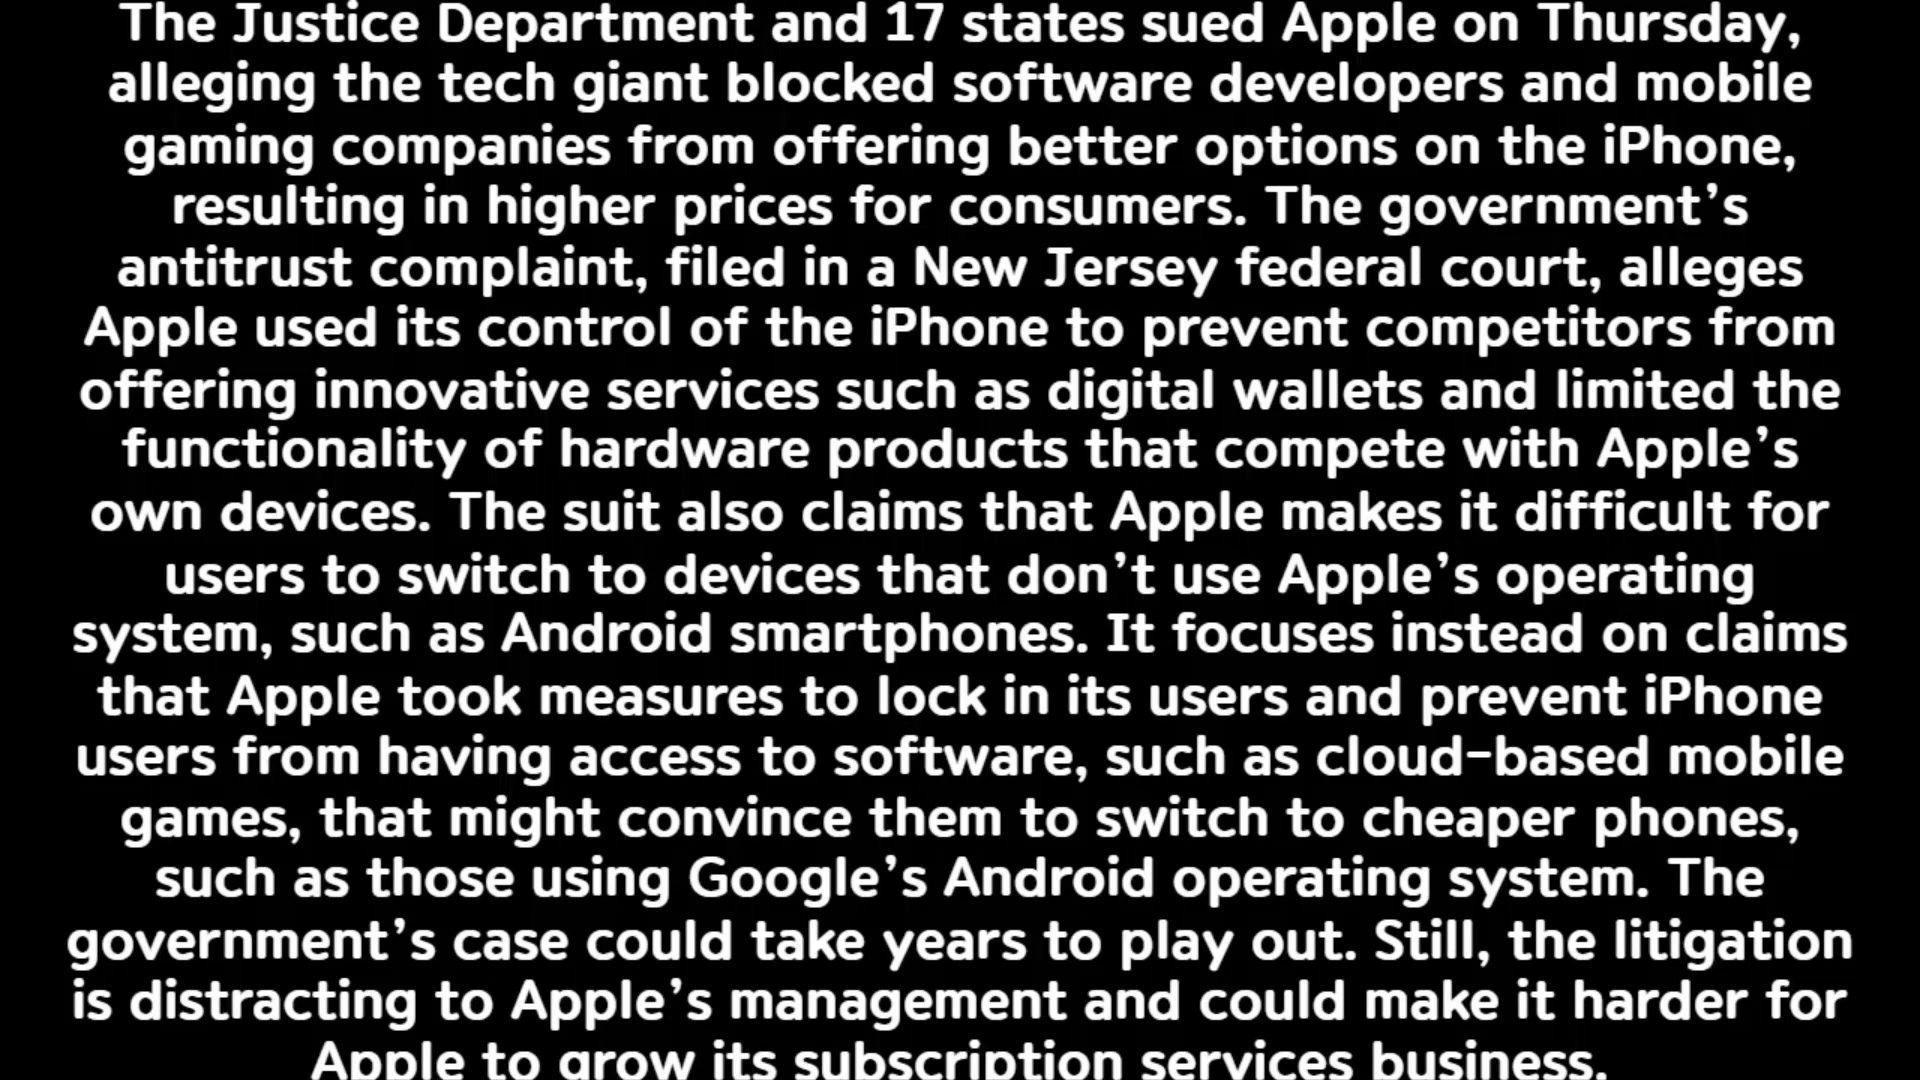 The Justice Department and 17 states sued Apple on Thursday,
alleging the tech giant blocked software developers and mobile
gaming companies from offering better options on the iPhone,
resulting in higher prices for consumers. The government’s
antitrust complaint, filed in a New Jersey federal court, alleges
Apple used its control of the iPhone to prevent competitors from
offering innovative services such as digital wallets and limited the
functionality of hardware products that compete with Apple’s
own devices. The suit also claims that Apple makes it difficult for
users to switch to devices that don’t use Apple’s operating
system, such as Android smartphones. It focuses instead on claims
that Apple took measures to lock in its users and prevent iPhone
users from having access to software, such as cloud-based mobile
games, that might convince them to switch to cheaper phones,
such as those using Google’s Android operating system. The
government’s case could take years to play out. Still, the litigation
is distracting to Apple’s management and could make it harder for
Apple to grow its subscription services business.